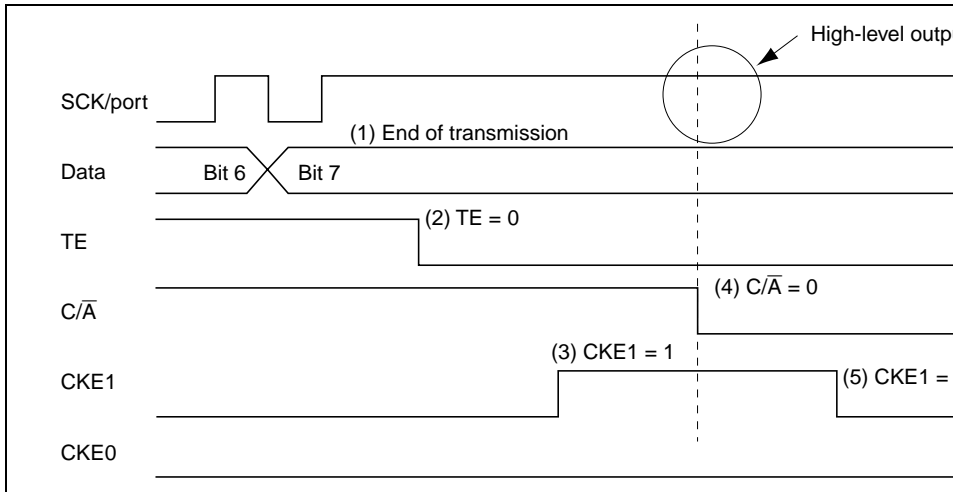 High-level outp
SCK/port
(1) End of transmission
Data
Bit 6
Bit 7
(2) TE = 0
TE
(4) C/A̅ = 0
C/A̅
(3) CKE1 = 1
CKE1
(5) CKE1 =
CKE0